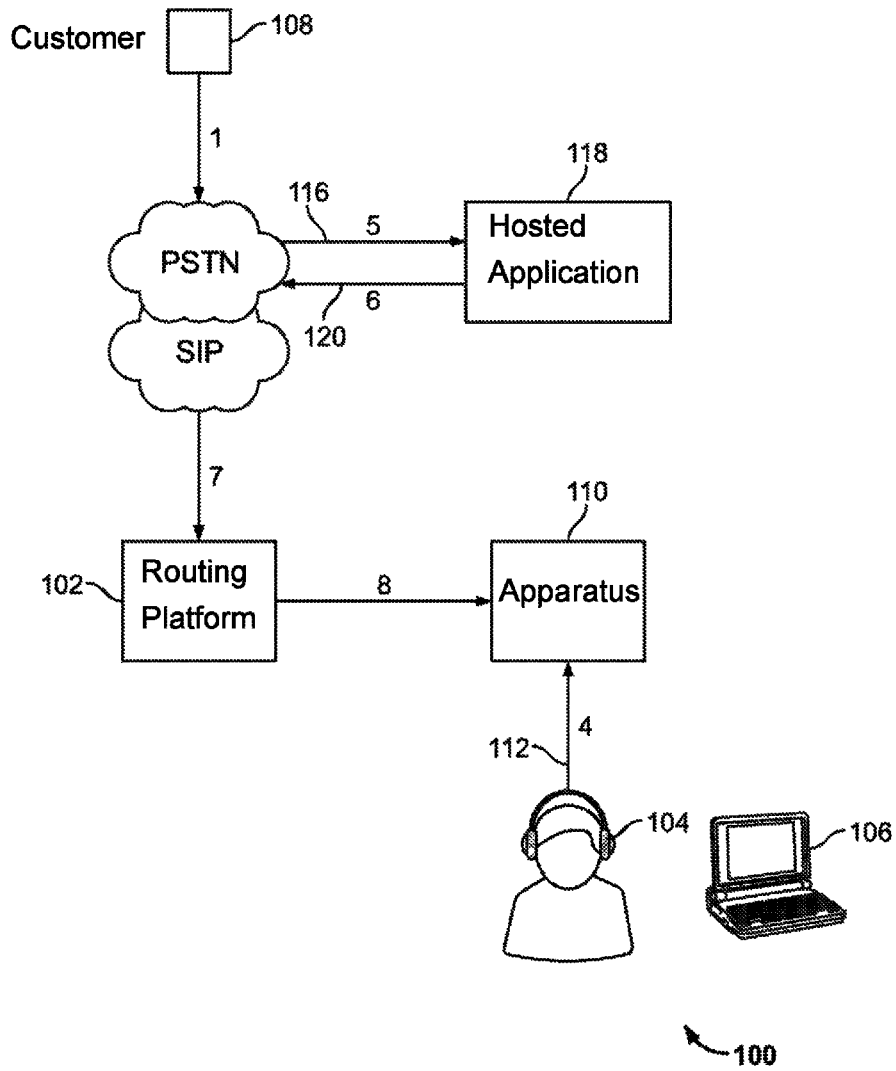 Customer
108
1
118
116
5
Hosted
Application
PSTN
6
120
SIP
7
110
102
Routing
Platform
8
Apparatus
4
112
104
106
100